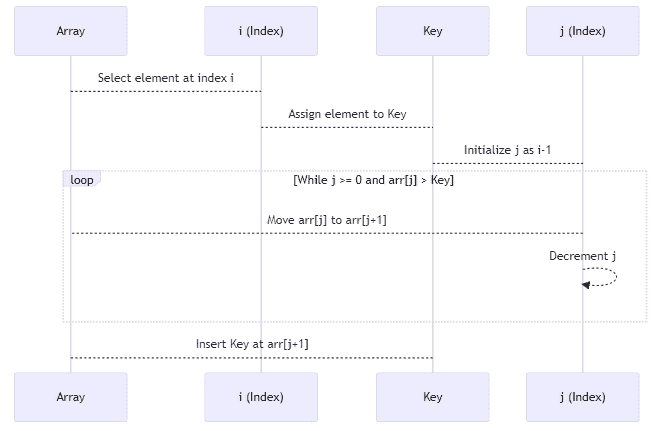 Array
i (Index)
Key
j (Index)
Select element at index i
Assign element to Key
Initialize j as i-1
loop
[While j >= 0 and arr[j] > Key]
Move arr[j] to arr[j+1]
Decrement j
Insert Key at arr[j+1]
Array
i (Index)
Key
j (Index)